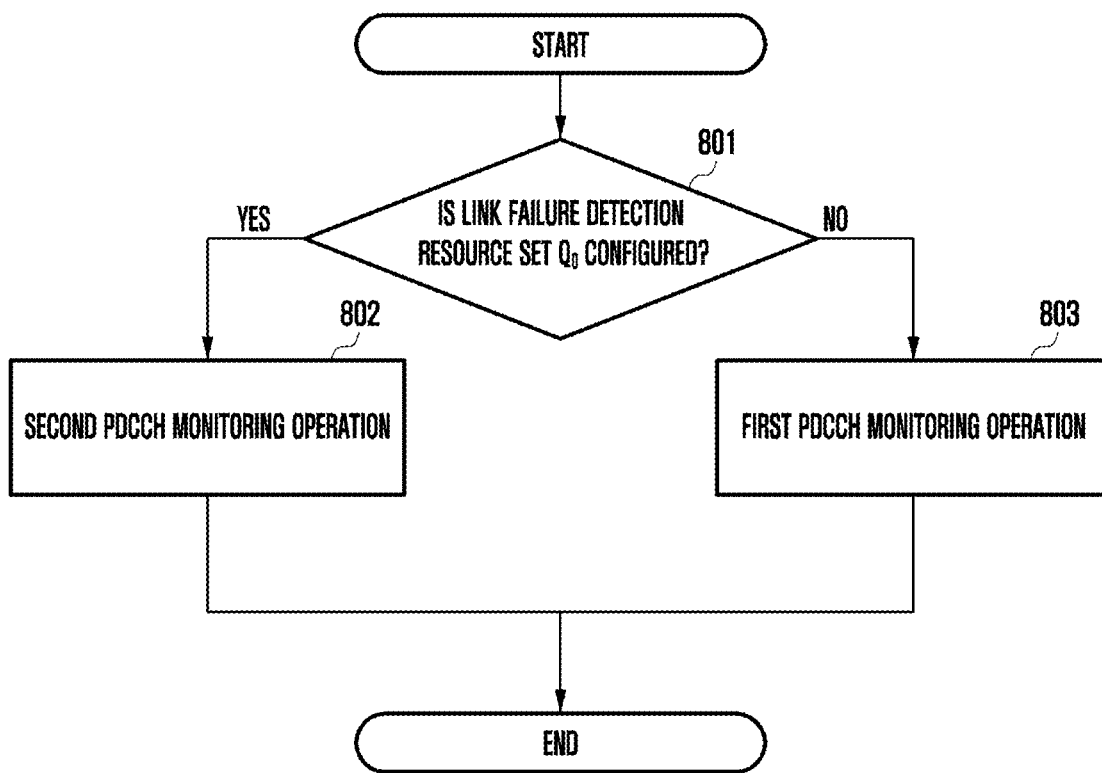 START
801
IS LINK FAILURE DETECTION
RESOURCE SET Q₀ CONFIGURED?
YES
NO
802
803
SECOND PDCCH MONITORING OPERATION
FIRST PDCCH MONITORING OPERATION
END